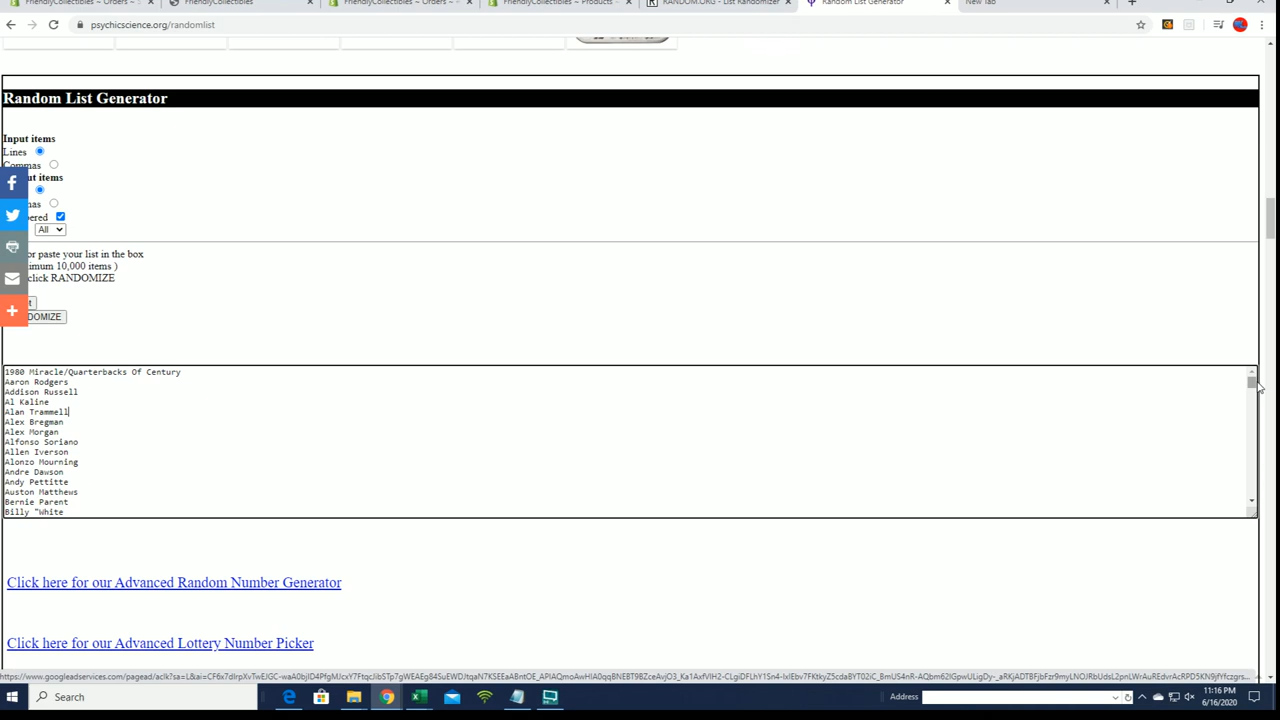 FriendlyCollectibles ~ Orders ~
FriendlyCollectibles
FriendlyCollectibles ~ Orders ~
FriendlyCollectibles ~ Products ~
RANDOM.ORG - List Randomizer
Random List Generator
New Tab
psychicscience.org/randomlist
Random List Generator
Input items
Lines
Commas
ut items
nas
ered
All
or paste your list in the box
imum 10,000 items )
click RANDOMIZE
t
DOMIZE
1980 Miracle/Quarterbacks Of Century
Aaron Rodgers
Addison Russell
Al Kaline
Alan Trammell
Alex Bregman
Alex Morgan
Alfonso Soriano
Allen Iverson
Alonzo Mourning
Andre Dawson
Andy Pettitte
Auston Matthews
Bernie Parent
Billy "White
Click here for our Advanced Random Number Generator
Click here for our Advanced Lottery Number Picker
Search
Address
11:16 PM
6/16/2020